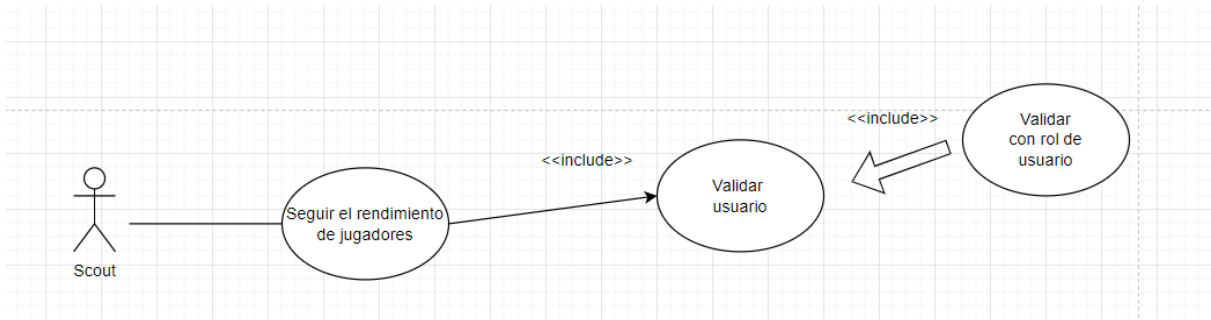 Scout
Seguir el rendimiento
de jugadores
<<include>>
Validar
usuario
<<include>>
Validar
con rol de
usuario